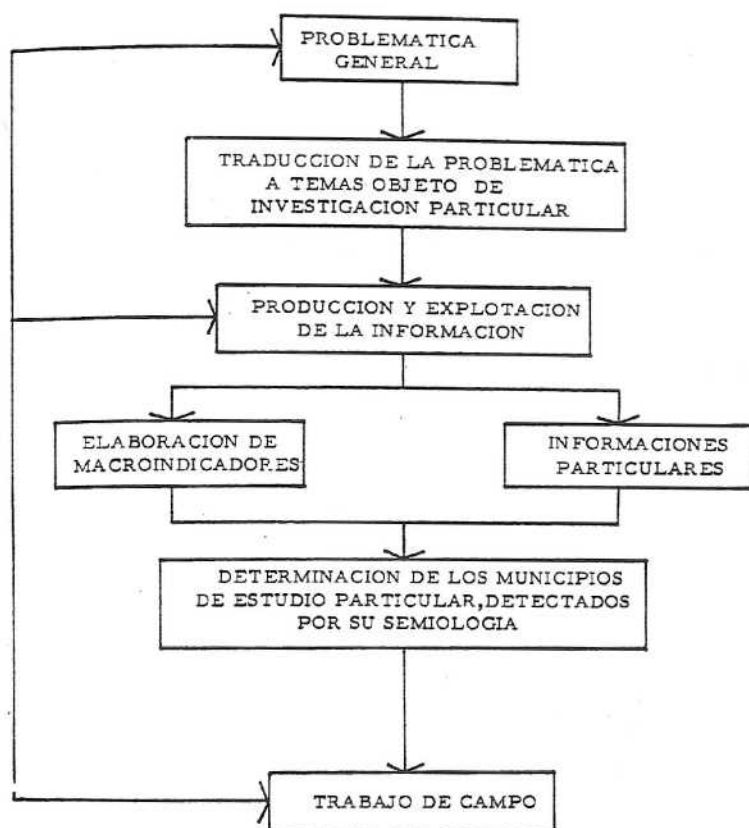 PROBLEMATICA
GENERAL
TRADUCCION DE LA PROBLEMATICA
A TEMAS OBJETO DE
INVESTIGACION PARTICULAR
PRODUCCION Y EXPLOTACION
DE LA INFORMACION
ELABORACION DE
MACROINDICADORES
INFORMACIONES
PARTICULARES
DETERMINACION DE LOS MUNICIPIOS
DE ESTUDIO PARTICULAR,DETECTADOS
POR SU SEMIOLOGIA
TRABAJO DE CAMPO